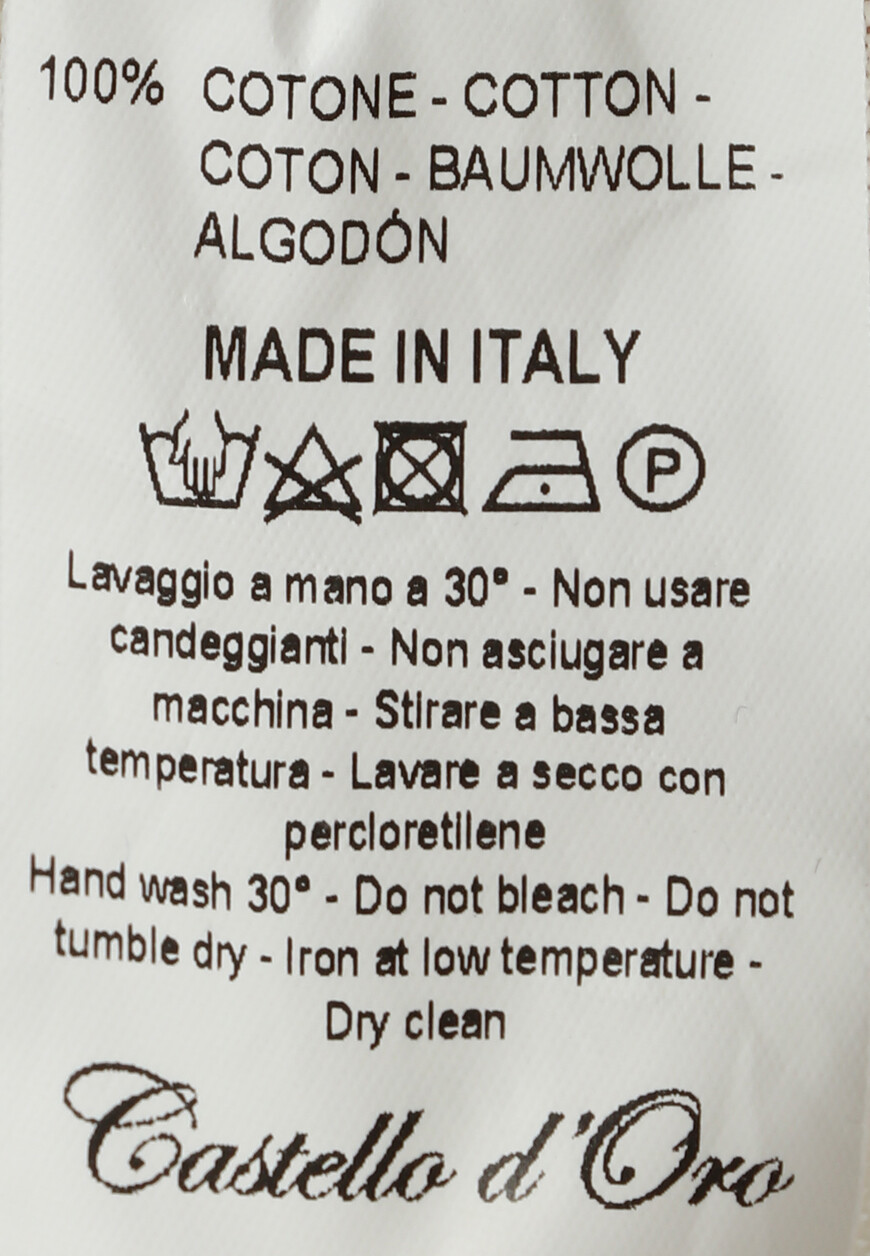 100% COTONE - COTTON -
COTON - BAUMWOLLE -
ALGODÓN
MADE IN ITALY
P
Lavaggio a mano a 30° - Non usare
candeggianti - Non asciugare a
macchina - Stirare a bassa
temperatura - Lavare a secco con
percloretilene
Hand wash 30° - Do not bleach - Do not
tumble dry - Iron at low temperature -
Dry clean
Castello d'Oro